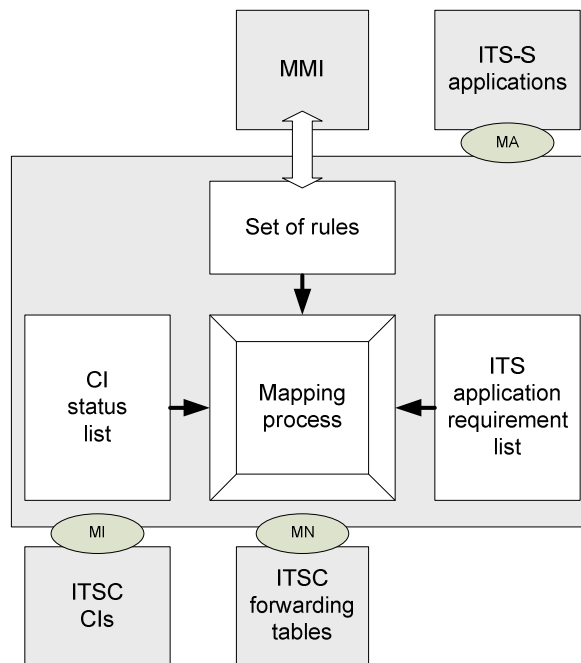 MMI
ITS-S
applications
MA
Set of rules
CI
status
list
Mapping
process
ITS
application
requirement
list
MI
MN
ITSC
CIs
ITSC
forwarding
tables